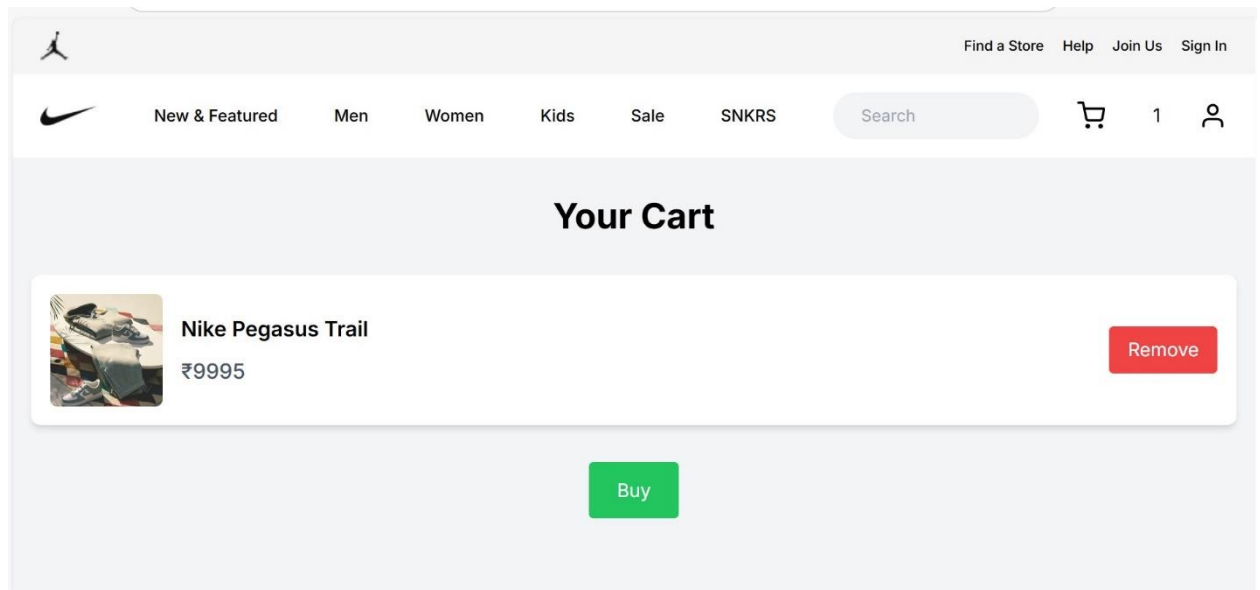 Find a Store Help Join Us Sign In
New & Featured Men Women Kids Sale SNKRS Search 1
Your Cart
Nike Pegasus Trail
₹9995
Remove
Buy